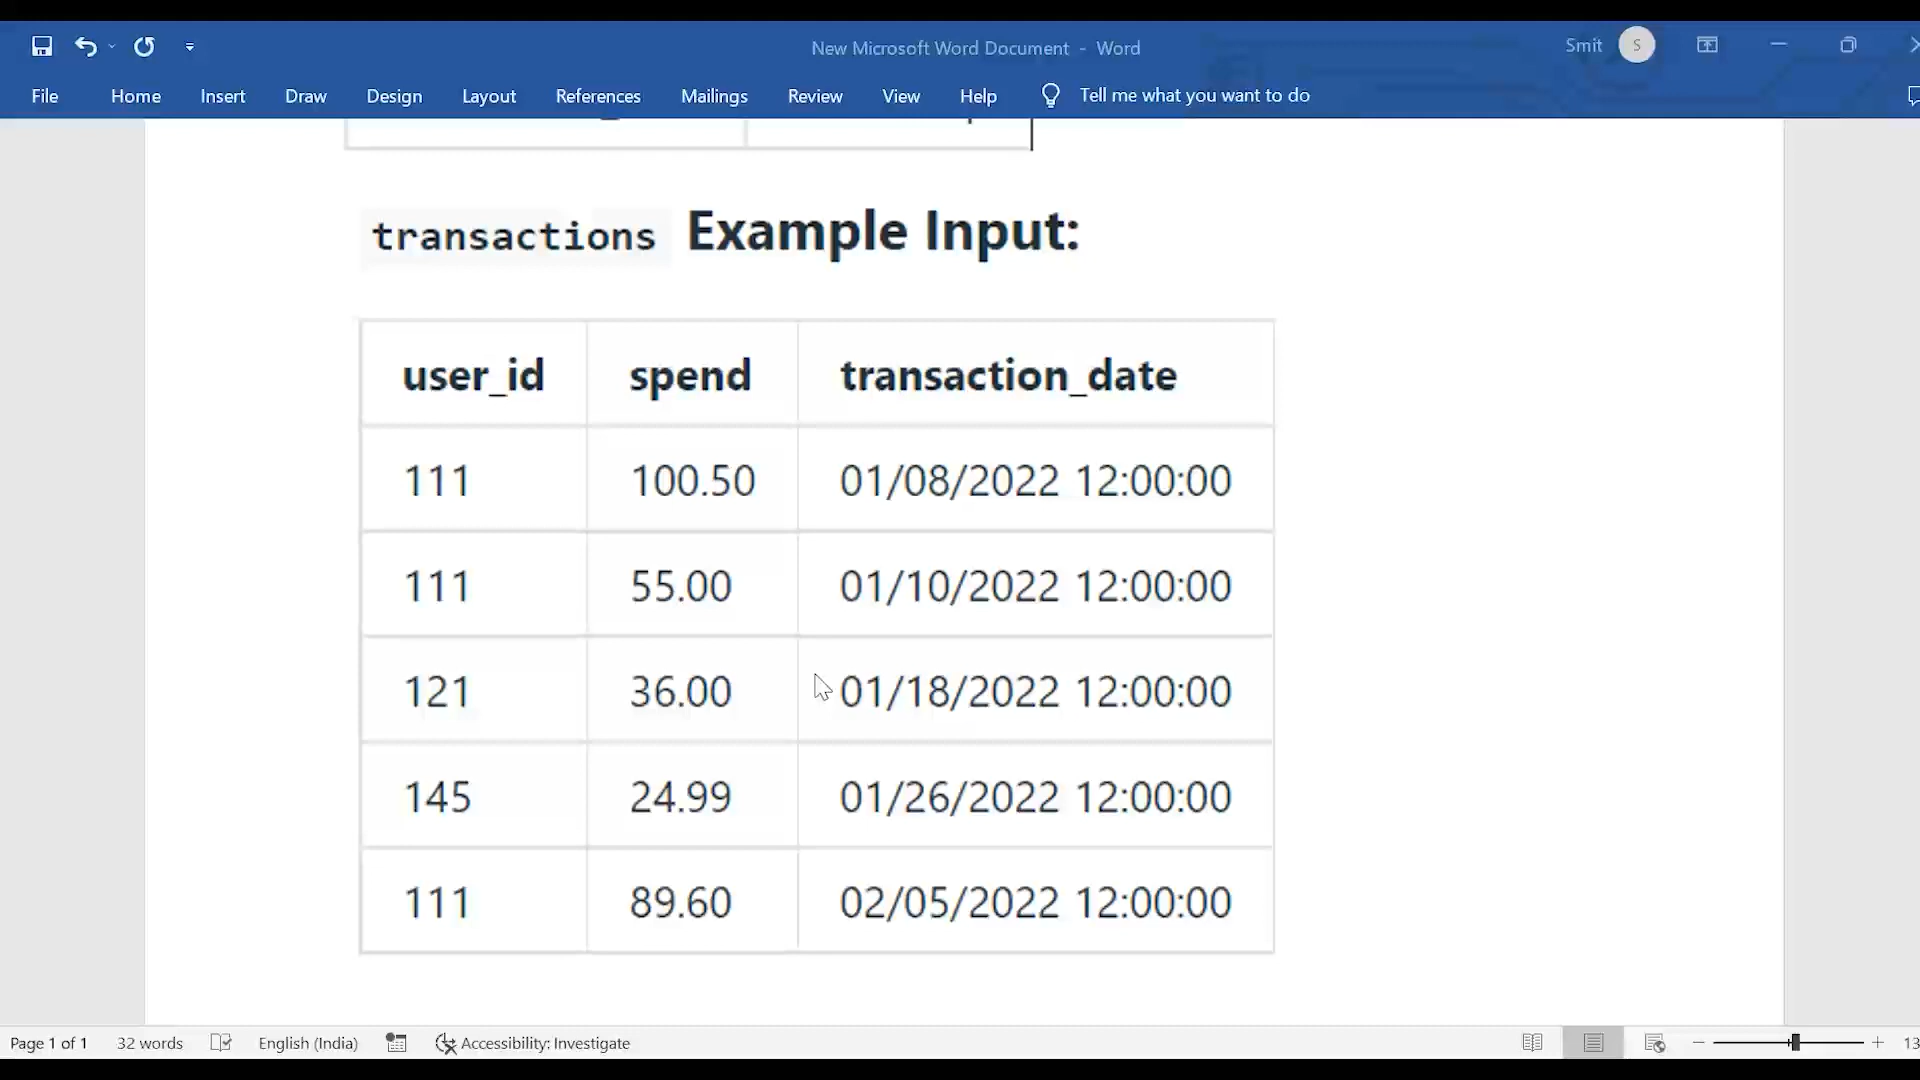 New Microsoft Word Document - Word
Smit S
File Home Insert Draw Design Layout References Mailings Review View Help Tell me what you want to do
transactions Example Input:
user_id spend transaction_date
111 100.50 01/08/2022 12:00:00
111 55.00 01/10/2022 12:00:00
121 36.00 01/18/2022 12:00:00
145 24.99 01/26/2022 12:00:00
111 89.60 02/05/2022 12:00:00
Page 1 of 1 32 words English (India) Accessibility: Investigate